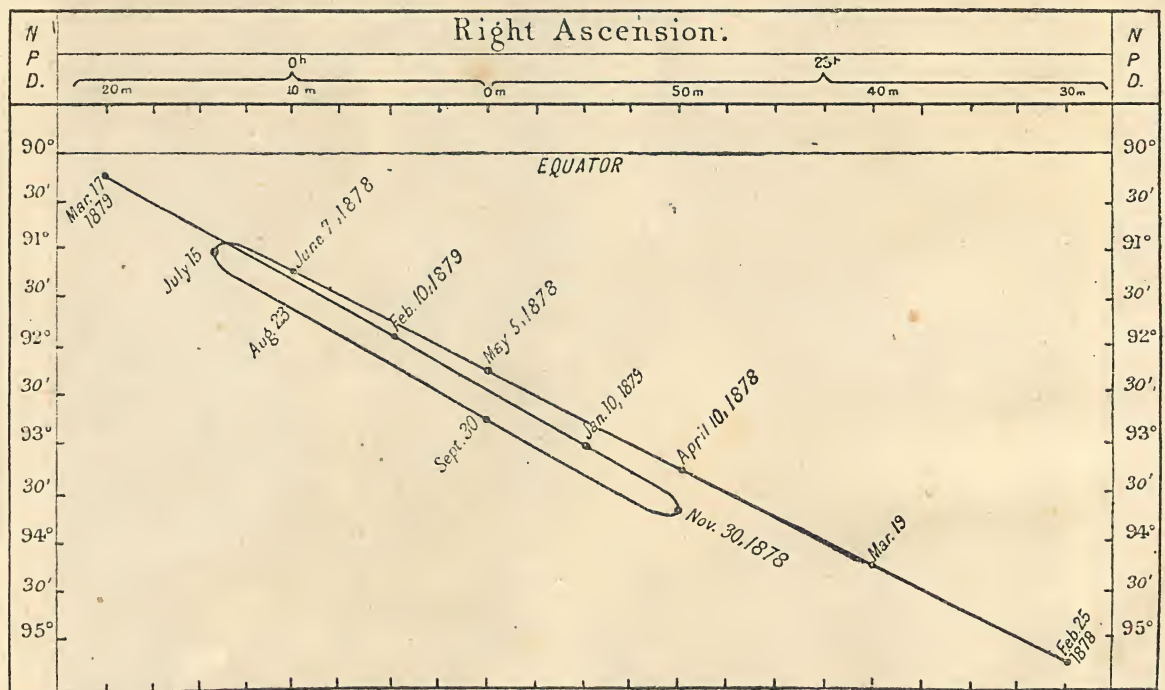 Right Ascension.
N P D.
N P D.
0h
23h
20m 10m 0m 50m 40m 30m
90° 90°
EQUATOR
30' 30'
91° 91°
30' 30'
92° 92°
30' 30'
93° 93°
30' 30'
94° 94°
30' 30'
95° 95°
Mar. 17
1879
July 15
June 7, 1878
Aug. 23
Feb. 10, 1879
May 5, 1878
Sept. 30
Jan. 10, 1879
April 10, 1878
Nov. 30, 1878
Mar. 19
Feb. 25
1878